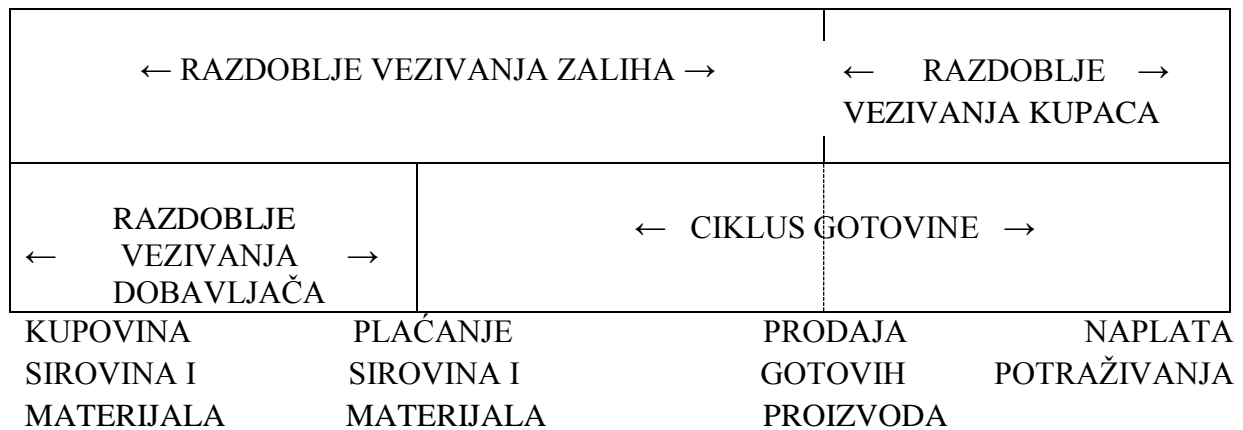 ← RAZDOBLJE VEZIVANJA ZALIHA →
← RAZDOBLJE →
VEZIVANJA KUPACA
RAZDOBLJE
← VEZIVANJA →
DOBAVLJAČA
← CIKLUS GOTOVINE →
KUPOVINA PLAĆANJE PRODAJA NAPLATA
SIROVINA I SIROVINA I GOTOVIH POTRAŽIVANJA
MATERIJALA MATERIJALA PROIZVODA